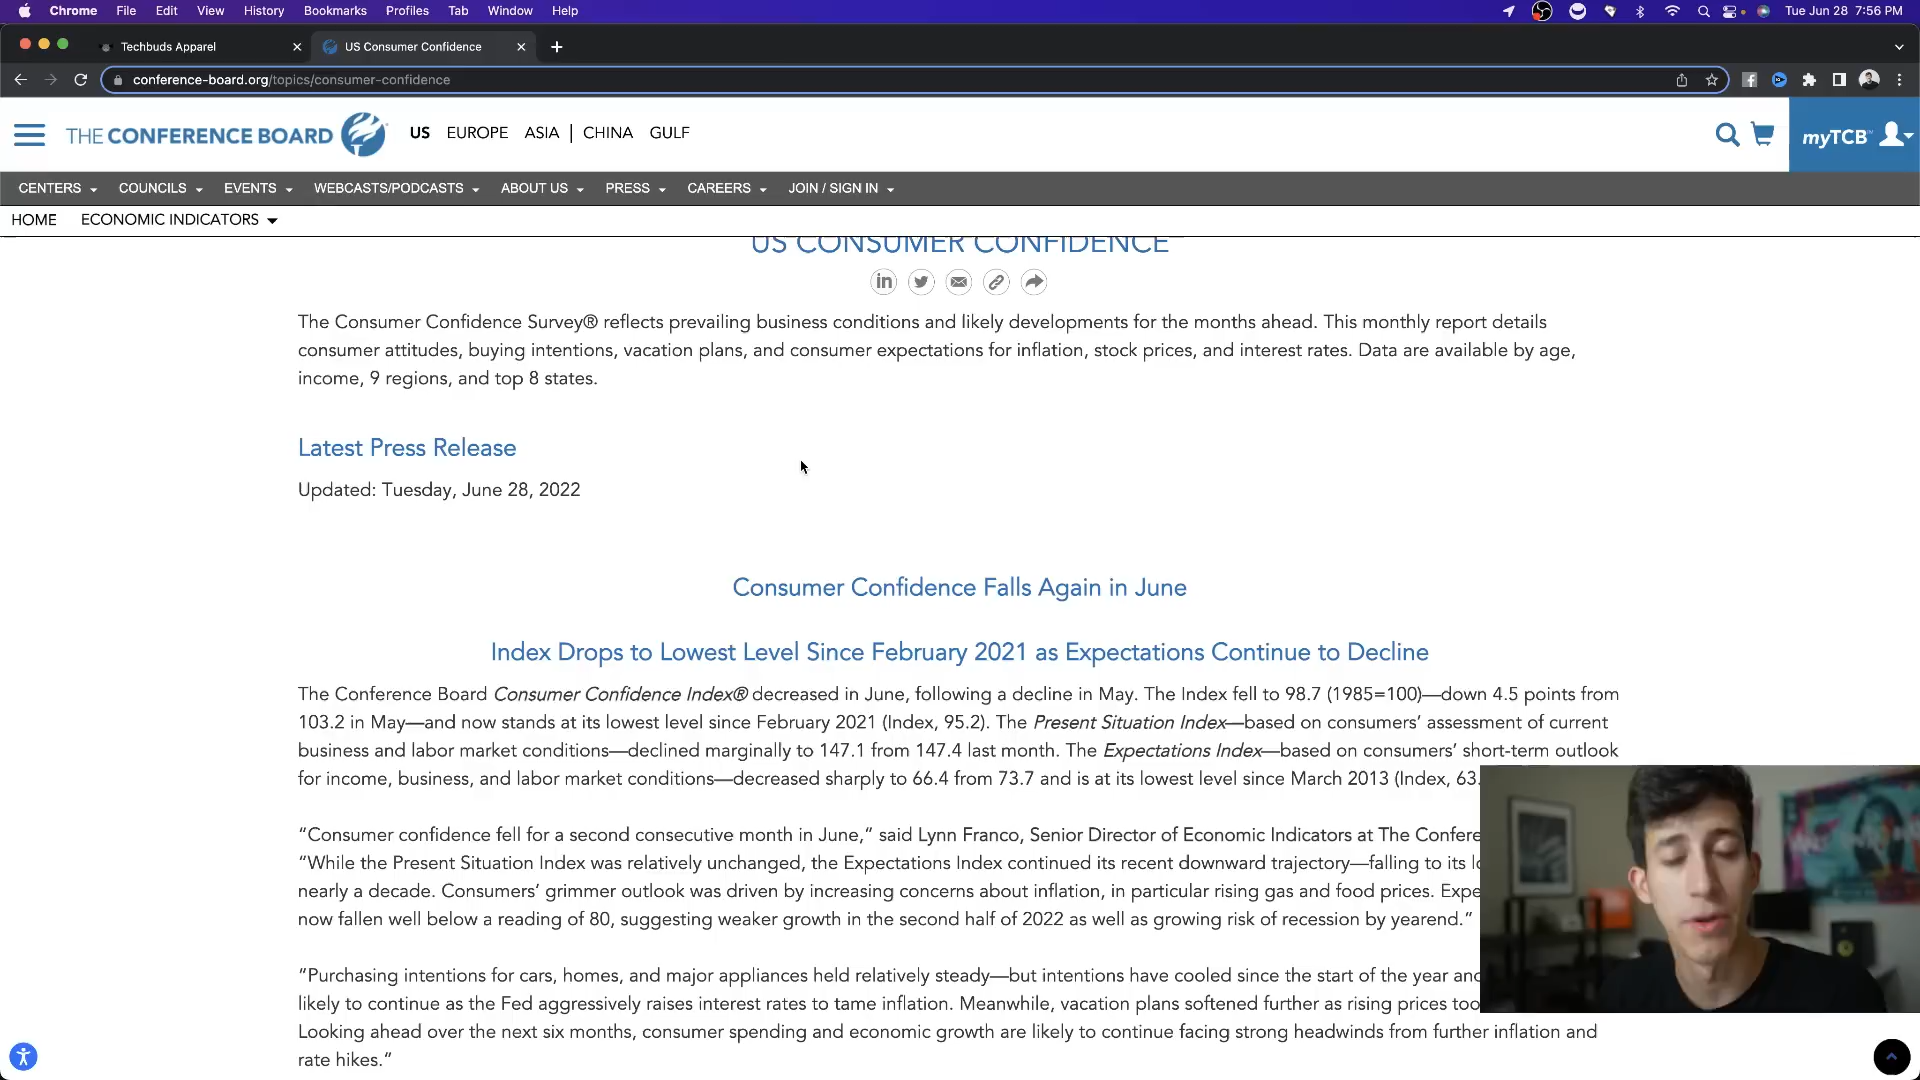 Chrome File Edit View History Bookmarks Profiles Tab Window Help Tue Jun 28 7:56 PM
Techbuds Apparel US Consumer Confidence
conference-board.org/topics/consumer-confidence
THE CONFERENCE BOARD US EUROPE ASIA | CHINA GULF myTCB
CENTERS COUNCILS EVENTS WEBCASTS/PODCASTS ABOUT US PRESS CAREERS JOIN / SIGN IN
HOME ECONOMIC INDICATORS
US CONSUMER CONFIDENCE
The Consumer Confidence Survey® reflects prevailing business conditions and likely developments for the months ahead. This monthly report details
consumer attitudes, buying intentions, vacation plans, and consumer expectations for inflation, stock prices, and interest rates. Data are available by age,
income, 9 regions, and top 8 states.
Latest Press Release
Updated: Tuesday, June 28, 2022
Consumer Confidence Falls Again in June
Index Drops to Lowest Level Since February 2021 as Expectations Continue to Decline
The Conference Board Consumer Confidence Index® decreased in June, following a decline in May. The Index fell to 98.7 (1985=100)—down 4.5 points from
103.2 in May—and now stands at its lowest level since February 2021 (Index, 95.2). The Present Situation Index—based on consumers’ assessment of current
business and labor market conditions—declined marginally to 147.1 from 147.4 last month. The Expectations Index—based on consumers’ short-term outlook
for income, business, and labor market conditions—decreased sharply to 66.4 from 73.7 and is at its lowest level since March 2013 (Index, 63.
“Consumer confidence fell for a second consecutive month in June,” said Lynn Franco, Senior Director of Economic Indicators at The
“While the Present Situation Index was relatively unchanged, the Expectations Index continued its recent downward trajectory—falling to its
nearly a decade. Consumers’ grimmer outlook was driven by increasing concerns about inflation, in particular rising gas and food prices.
now fallen well below a reading of 80, suggesting weaker growth in the second half of 2022 as well as growing risk of recession by yearend.”
“Purchasing intentions for cars, homes, and major appliances held relatively steady—but intentions have cooled since the start of the year
likely to continue as the Fed aggressively raises interest rates to tame inflation. Meanwhile, vacation plans softened further as rising prices
Looking ahead over the next six months, consumer spending and economic growth are likely to continue facing strong headwinds from further inflation and
rate hikes.”